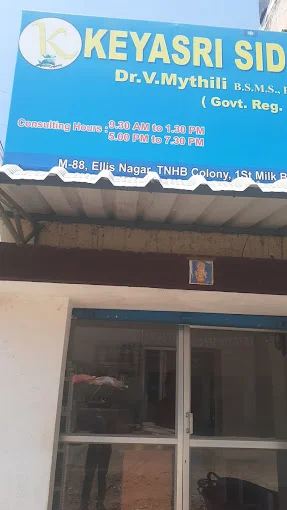 KEYASRI SID
Dr.V.Mythili B.S.M.S.,
( Govt. Reg.
Consulting Hours : 9.30 AM to 1.30 PM
5.00 PM to 7.30 PM
M-88, Ellis Nagar, TNHB Colony, 1St Milk